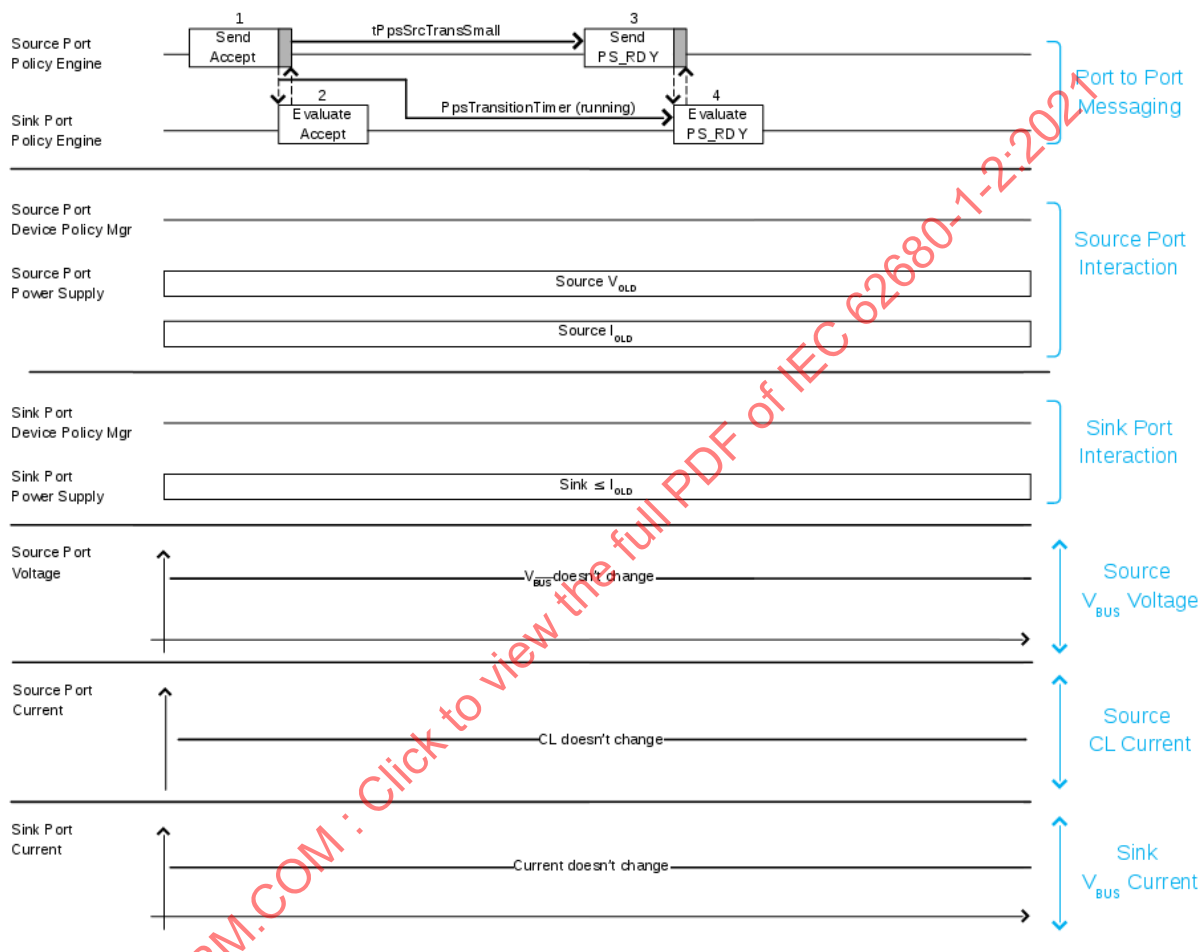 1
Send
Accept
tPpsSrcTransSmall
3
Send
PS_RDY
Source Port
Policy Engine
2
Evaluate
Accept
PpsTransitionTimer (running)
4
Evaluate
PS_RDY
Sink Port
Policy Engine
Port to Port
Messaging
Source Port
Device Policy Mgr
Source Port
Power Supply
Source VOLD
Source IOLD
Source Port
Interaction
Sink Port
Device Policy Mgr
Sink Port
Power Supply
Sink ≤ IOLD
Sink Port
Interaction
Source Port
Voltage
VBUS doesn't change
Source
VBUS Voltage
Source Port
Current
CL doesn't change
Source
CL Current
Sink Port
Current
Current doesn't change
Sink
VBUS Current
RM.COM : Click to view the full PDF of IEC 62680-1-2:2021